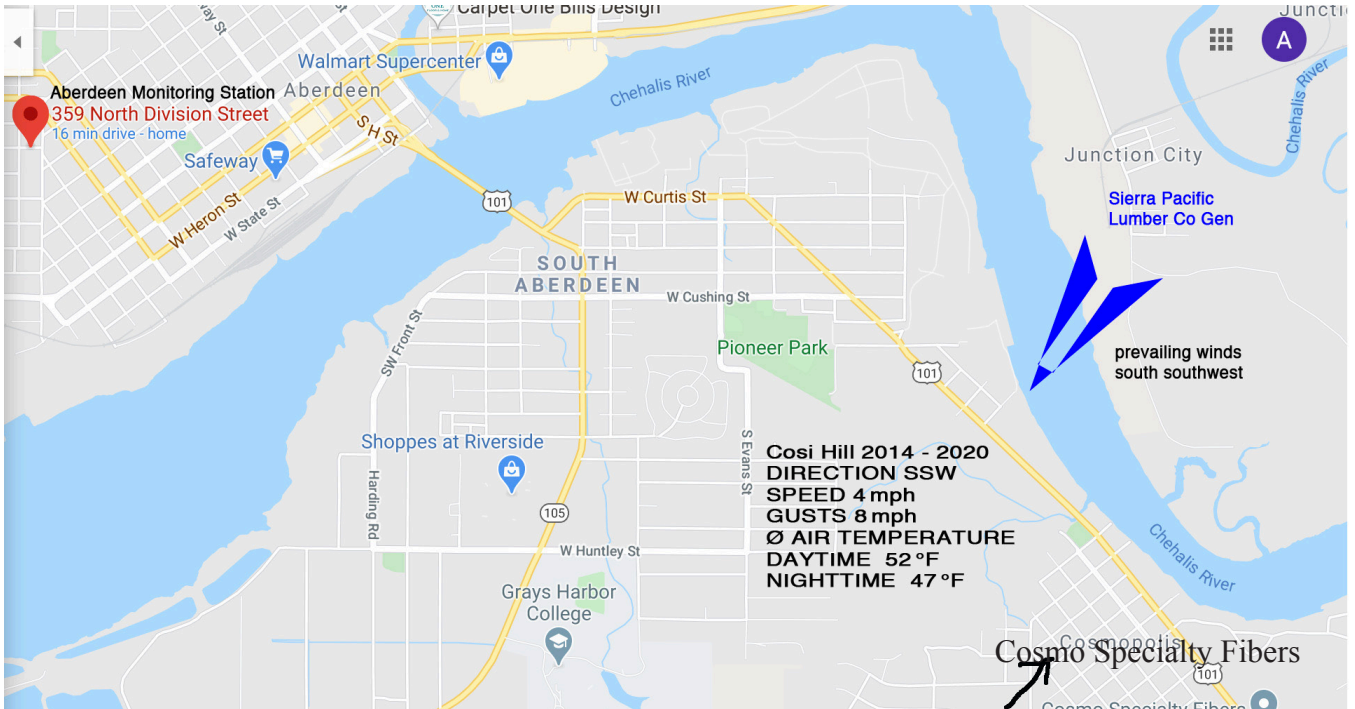 Carpet One Bills Design
Juncti
A
Walmart Supercenter
Chehalis River
Aberdeen Monitoring Station
Aberdeen
359 North Division Street
16 min drive - home
S H St
Safeway
W Heron St
W State St
Chehalis River
Junction City
101
W Curtis St
Sierra Pacific
Lumber Co Gen
SOUTH
ABERDEEN
W Cushing St
SW Front St
Pioneer Park
prevailing winds
south southwest
101
Shoppes at Riverside
S Evans St
Cosi Hill 2014 - 2020
DIRECTION SSW
SPEED 4 mph
GUSTS 8 mph
Ø AIR TEMPERATURE
DAYTIME 52 °F
NIGHTTIME 47 °F
Harding Rd
105
W Huntley St
Chehalis River
Grays Harbor
College
Cosmopolis
Cosmo Specialty Fibers
101
Cosmo Specialty Fibers